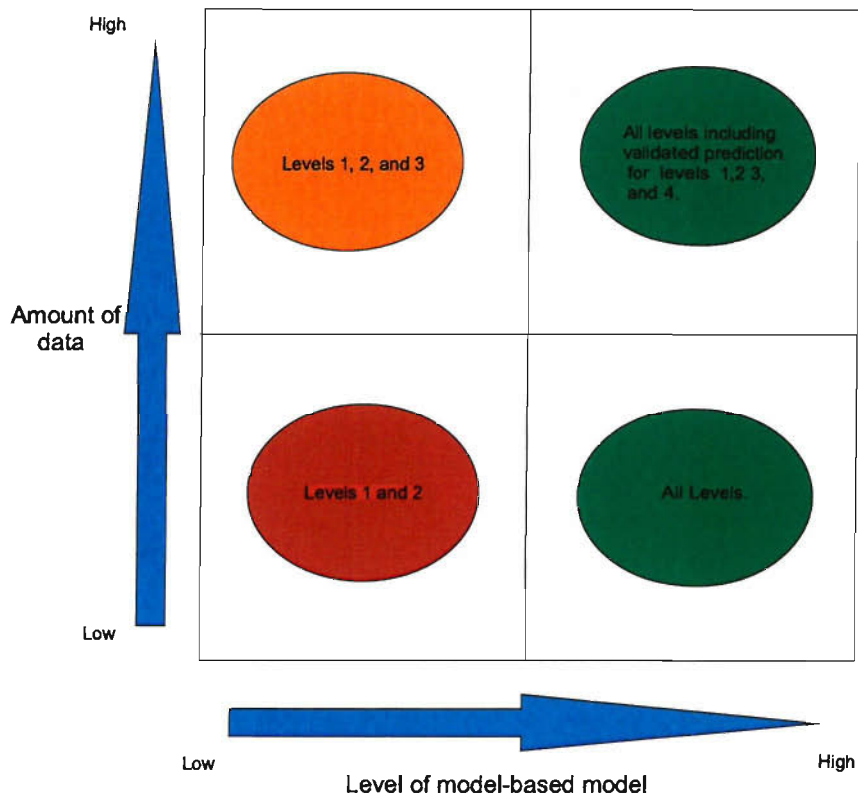 High
Levels 1, 2, and 3
All levels including
validated prediction
for levels 1,2 3,
and 4.
Amount of
data
Levels 1 and 2
All Levels.
Low
Low
High
Level of model-based model